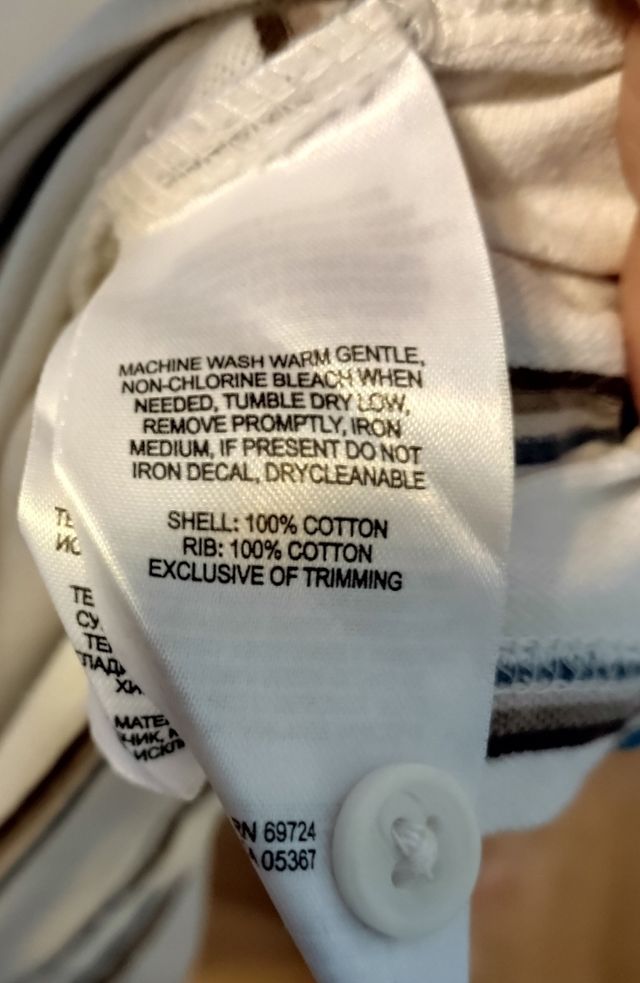 MACHINE WASH WARM GENTLE,
NON-CHLORINE BLEACH WHEN
NEEDED, TUMBLE DRY LOW,
REMOVE PROMPTLY, IRON
MEDIUM, IF PRESENT DO NOT
IRON DECAL, DRYCLEANABLE
SHELL: 100% COTTON
RIB: 100% COTTON
EXCLUSIVE OF TRIMMING
RN 69724
05367